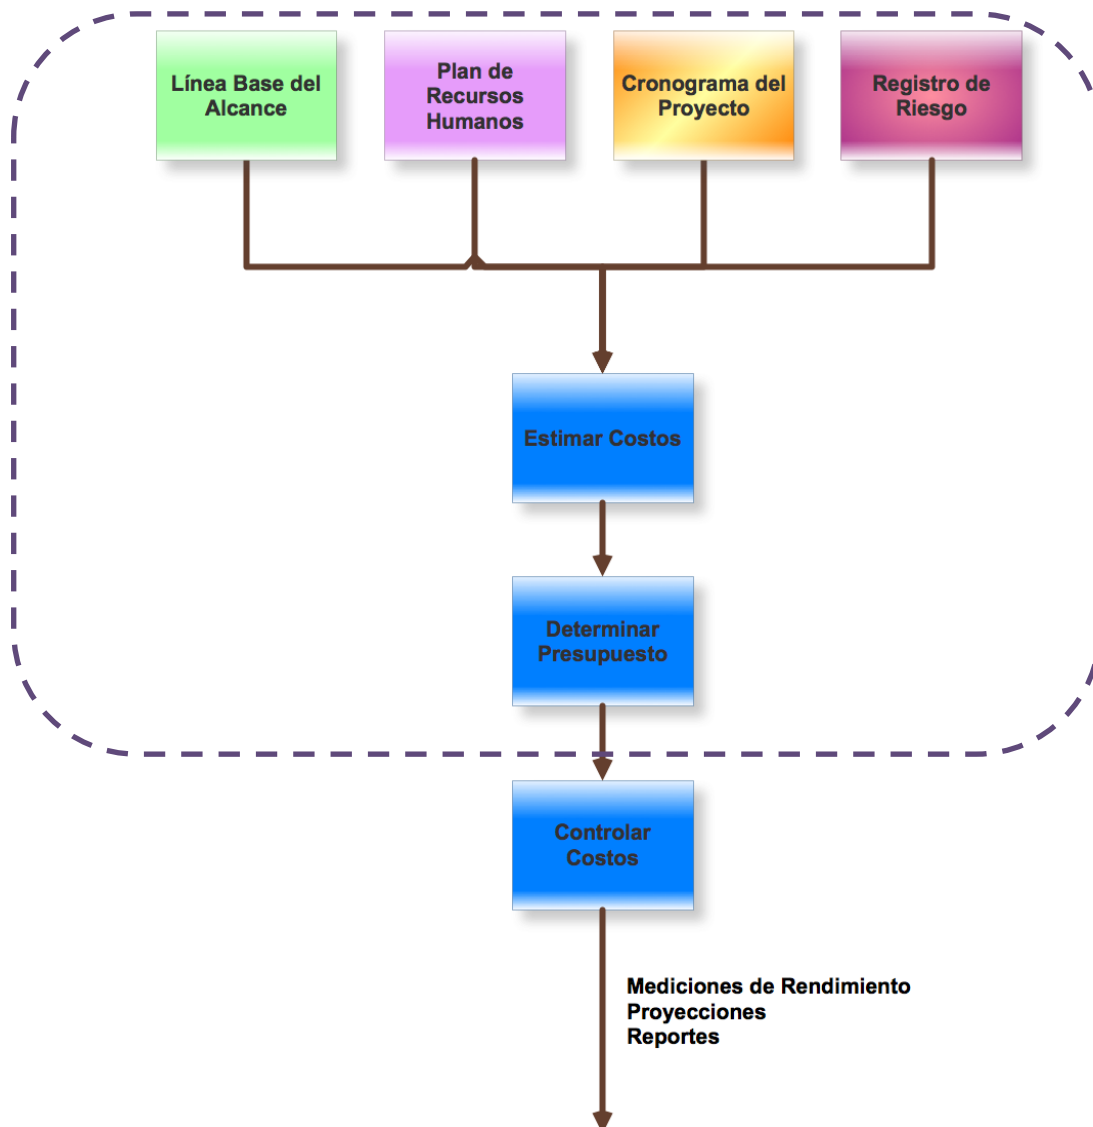 Línea Base del
Alcance
Plan de
Recursos
Humanos
Cronograma del
Proyecto
Registro de
Riesgo
Estimar Costos
Determinar
Presupuesto
Controlar
Costos
Mediciones de Rendimiento
Proyecciones
Reportes